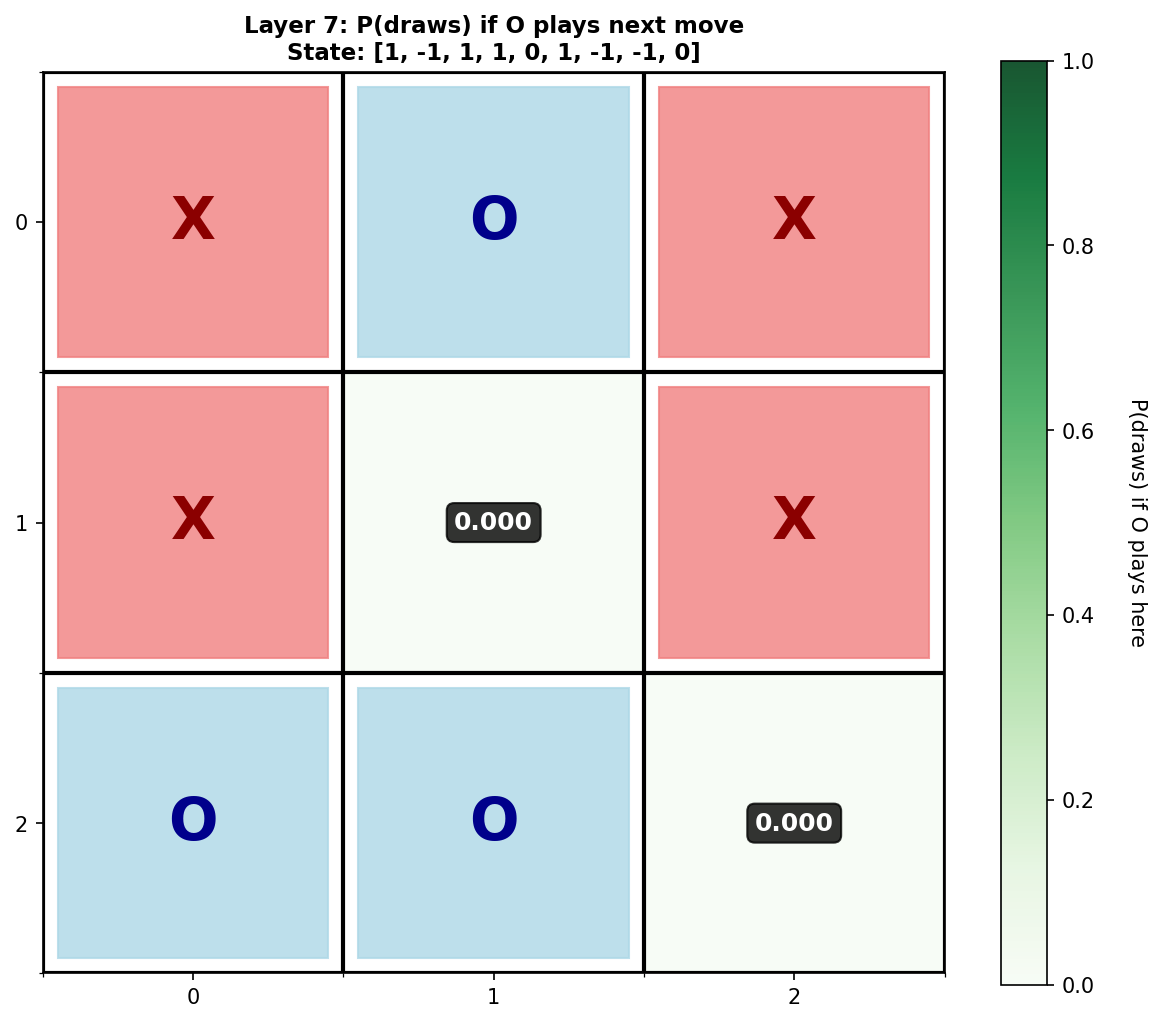 Layer 7: P(draws) if O plays next move
State: [1, -1, 1, 1, 0, 1, -1, -1, 0]
X O X
0
X 0.000 X
1
O O 0.000
2
0 1 2
1.0
0.8
0.6
0.4
0.2
0.0
P(draws) if O plays here